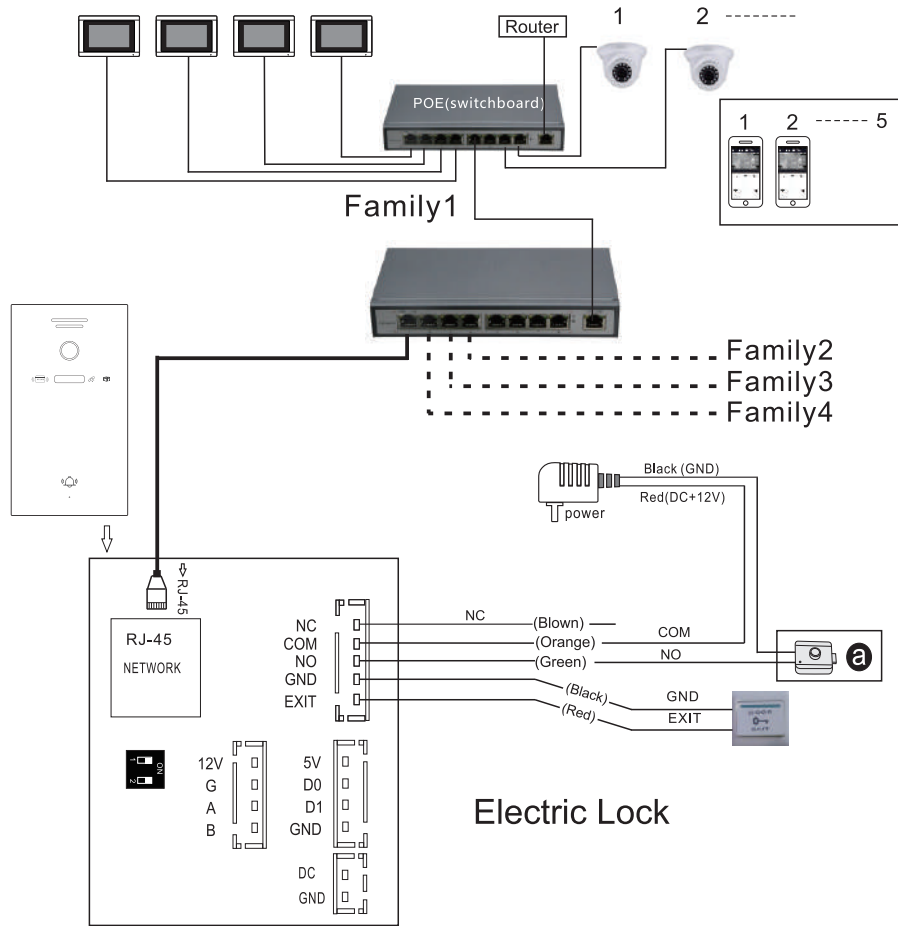 Router
1 2 --------
POE(switchboard)
1 2 ------ 5
Family1
Family2
Family3
Family4
Black (GND)
Red(DC+12V)
power
RJ-45
RJ-45
NETWORK
NC
COM
NO
GND
EXIT
NC
(Blown)
(Orange)
COM
(Green)
NO
a
(Black)
GND
(Red)
EXIT
ON
1
2
12V
G
A
B
5V
D0
D1
GND
DC
GND
Electric Lock